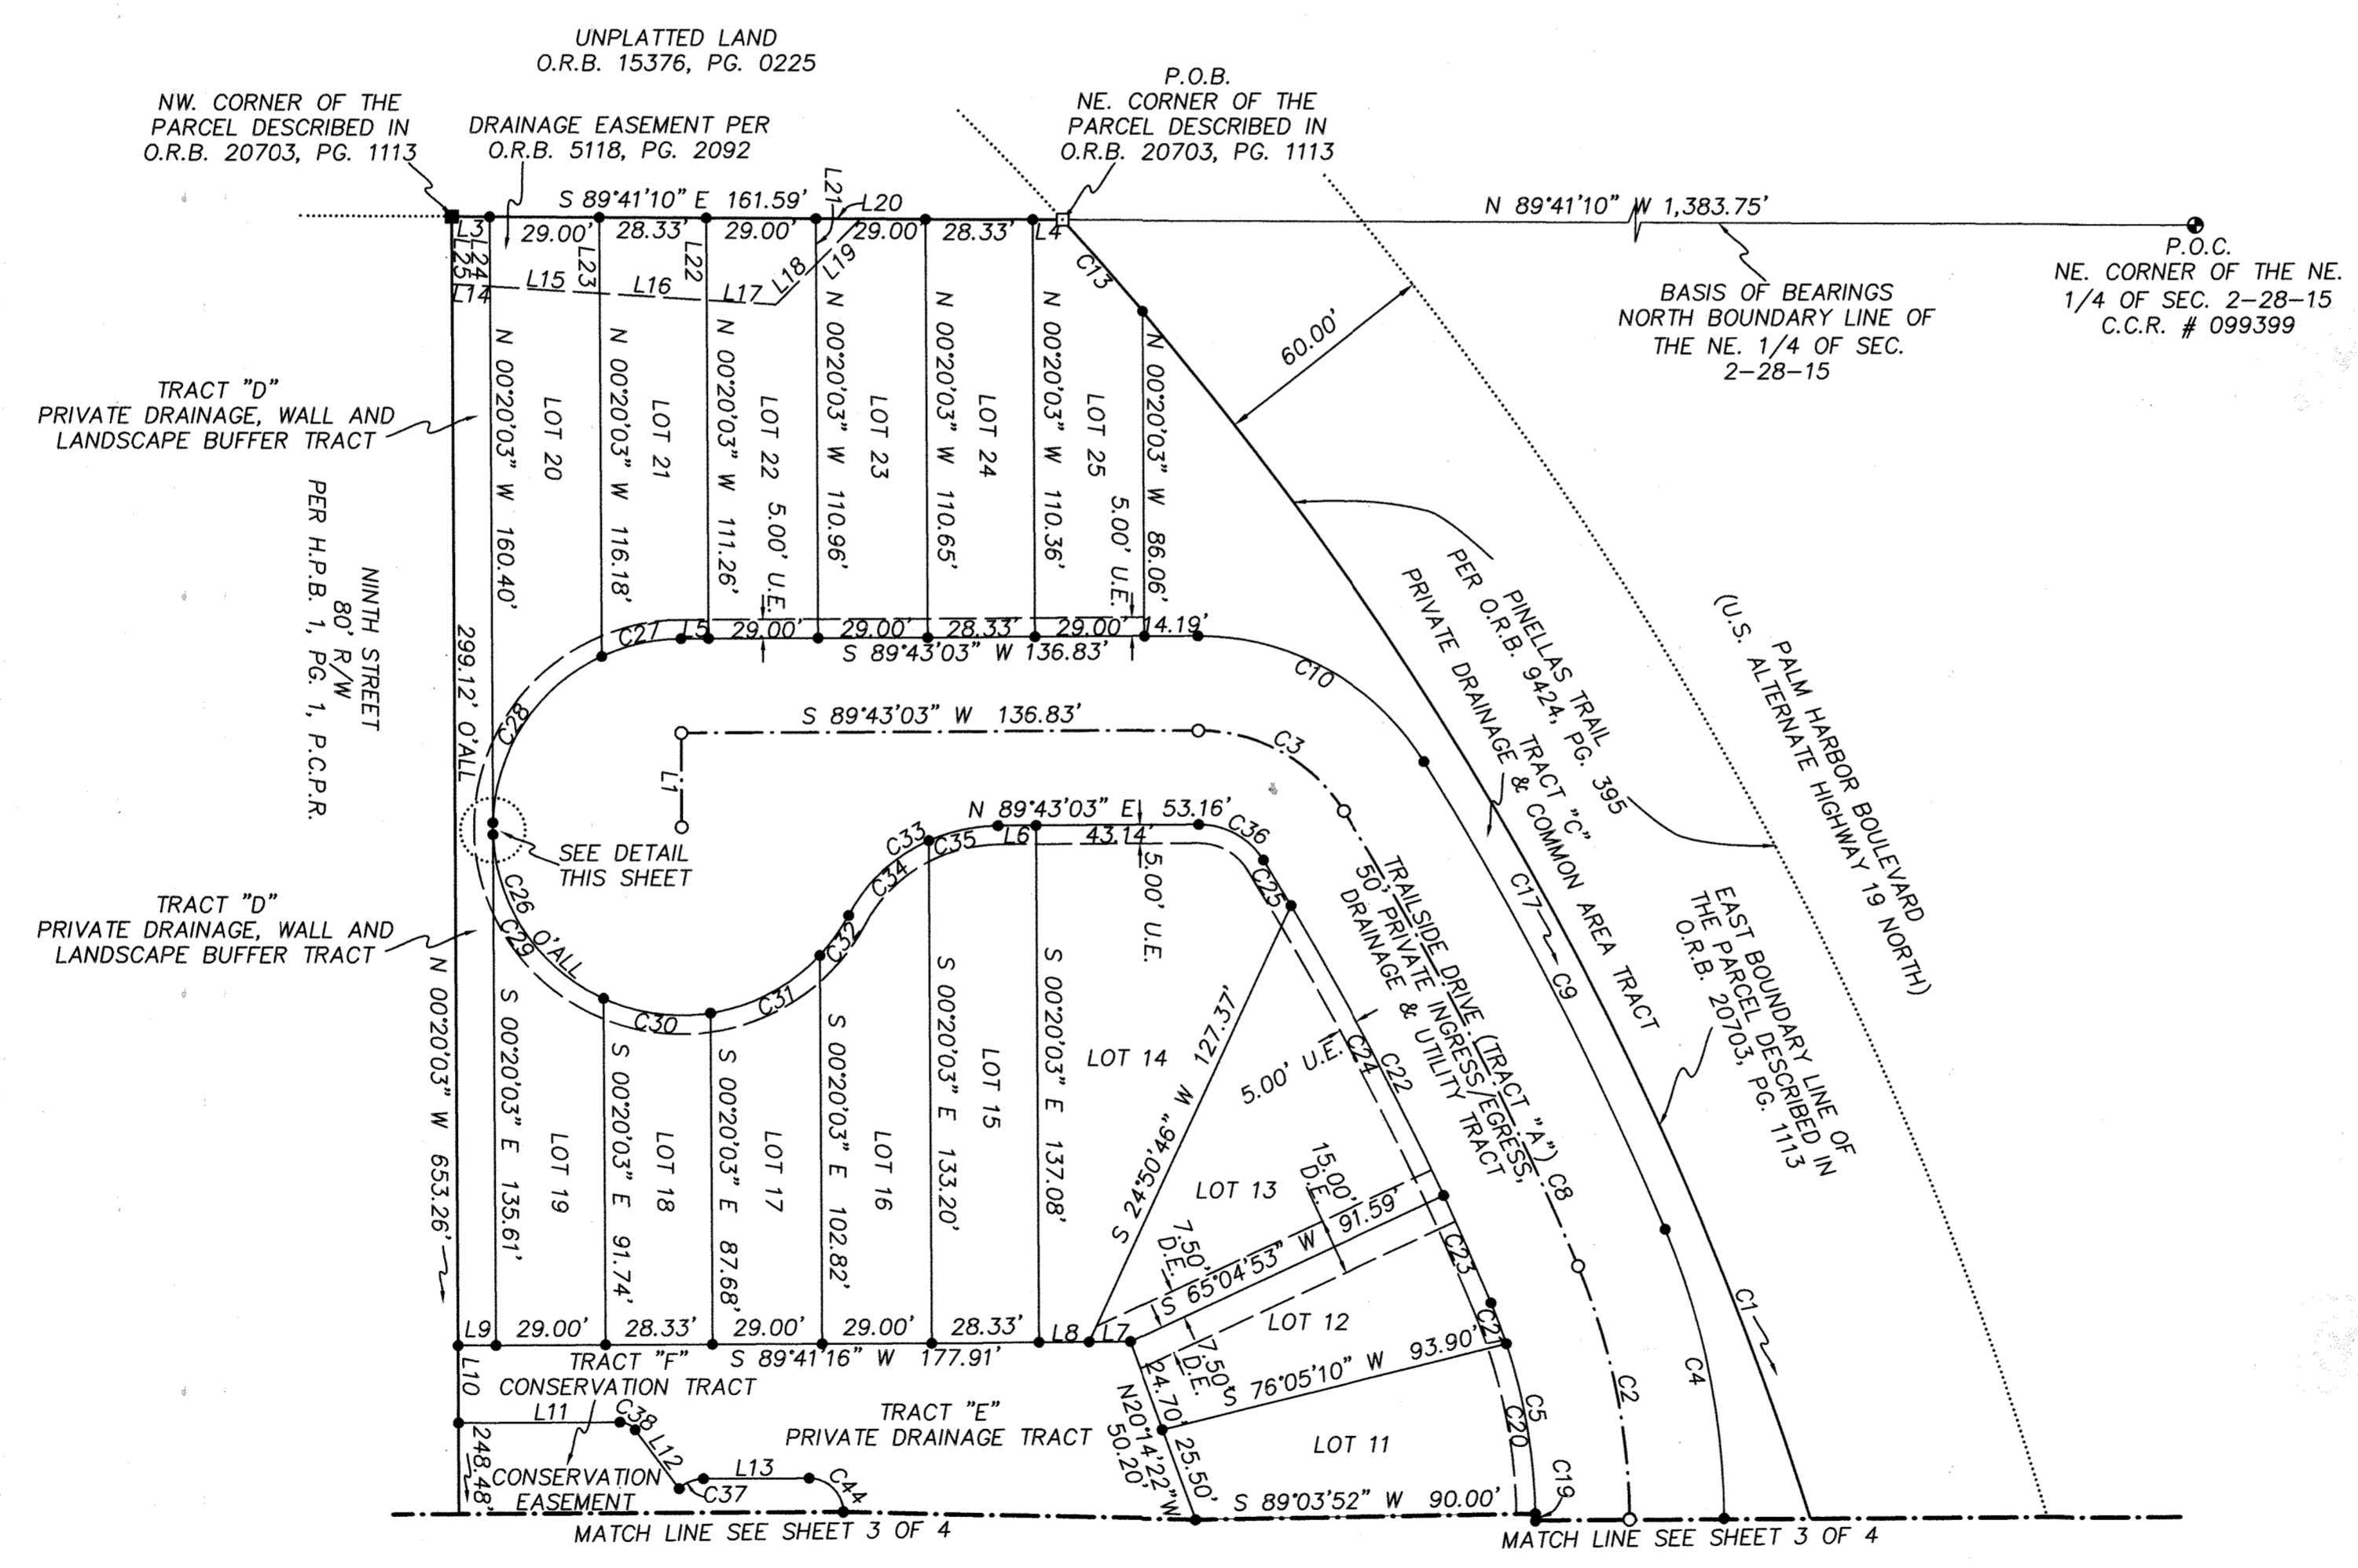 UNPLATTED LAND
O.R.B. 15376, PG. 0225
NW. CORNER OF THE
PARCEL DESCRIBED IN
O.R.B. 20703, PG. 1113
DRAINAGE EASEMENT PER
O.R.B. 5118, PG. 2092
P.O.B.
NE. CORNER OF THE
PARCEL DESCRIBED IN
O.R.B. 20703, PG. 1113
S 89°41'10" E 161.59'
L21
L20
N 89°41'10" W 1,383.75'
P.O.C.
NE. CORNER OF THE NE.
1/4 OF SEC. 2-28-15
C.C.R. # 099399
BASIS OF BEARINGS
NORTH BOUNDARY LINE OF
THE NE. 1/4 OF SEC.
2-28-15
L3
29.00'
28.33'
29.00'
29.00'
28.33'
L4
L25
L24
L23
L22
L14
L15
L16
L17
L18
L19
C13
60.00'
TRACT "D"
PRIVATE DRAINAGE, WALL AND
LANDSCAPE BUFFER TRACT
N 00°20'03" W 160.40'
LOT 20
N 00°20'03" W 116.18'
LOT 21
N 00°20'03" W 111.26'
LOT 22
5.00' U.E.
N 00°20'03" W 110.96'
LOT 23
N 00°20'03" W 110.65'
LOT 24
N 00°20'03" W 110.36'
LOT 25
5.00' U.E.
N 00°20'03" W 86.06'
NINTH STREET
80' R/W
PER H.P.B. 1, PG. 1, P.C.P.R.
299.12' O'ALL
C27
L5
29.00'
29.00'
28.33'
29.00'
14.19'
S 89°43'03" W 136.83'
C10
C28
S 89°43'03" W 136.83'
C3
L1
PINELLAS TRAIL
PER O.R.B. 9424, PG. 395
TRACT "C"
PRIVATE DRAINAGE & COMMON AREA TRACT
PALM HARBOR BOULEVARD
(U.S. ALTERNATE HIGHWAY 19 NORTH)
SEE DETAIL
THIS SHEET
N 89°43'03" E 53.16'
C33
C35
L6
43.14'
C36
5.00' U.E.
C34
C25
C26 O'ALL
C29
C32
C31
C30
TRACT "D"
PRIVATE DRAINAGE, WALL AND
LANDSCAPE BUFFER TRACT
C17
C9
TRAILSIDE DRIVE (TRACT "A")
50' PRIVATE INGRESS/EGRESS,
DRAINAGE & UTILITY TRACT
C8
EAST BOUNDARY LINE OF
THE PARCEL DESCRIBED IN
O.R.B. 20703, PG. 1113
N 00°20'03" W 653.26'
S 00°20'03" E 135.61'
LOT 19
S 00°20'03" E 91.74'
LOT 18
S 00°20'03" E 87.68'
LOT 17
S 00°20'03" E 102.82'
LOT 16
S 00°20'03" E 133.20'
LOT 15
S 00°20'03" E 137.08'
LOT 14
S 24°50'46" W 127.37'
5.00' U.E.
C24
C22
LOT 13
15.00'
D.E.
7.50'
D.E.
S 65°04'53" W 91.59'
C23
L9
29.00'
28.33'
29.00'
29.00'
28.33'
L8
L7
S 89°41'16" W 177.91'
LOT 12
C21
7.50'
D.E.
S 76°05'10" W 93.90'
24.70'
C1
C2
C4
L10
TRACT "F"
CONSERVATION TRACT
L11
C38
L12
L13
C37
C44
CONSERVATION
EASEMENT
248.48'
TRACT "E"
PRIVATE DRAINAGE TRACT
N20°14'22"W
50.20'
25.50'
LOT 11
C5
C20
C19
S 89°03'52" W 90.00'
MATCH LINE SEE SHEET 3 OF 4
MATCH LINE SEE SHEET 3 OF 4